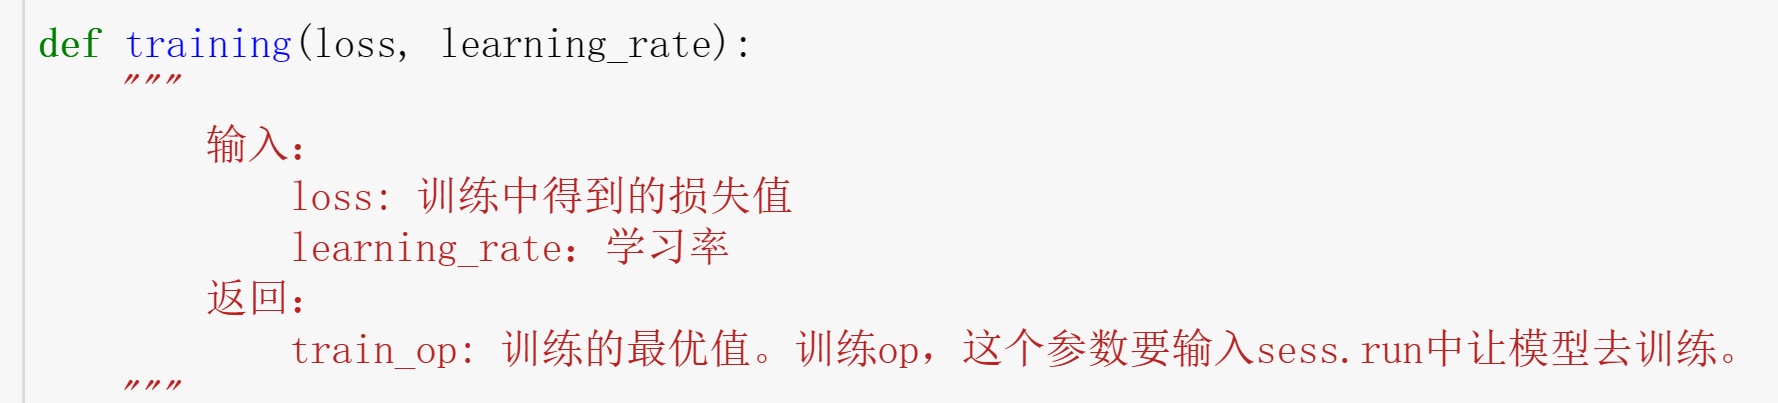 def training(loss, learning_rate):
    """
        输入：
            loss: 训练中得到的损失值
            learning_rate：学习率
        返回：
            train_op: 训练的最优值。训练op，这个参数要输入sess.run中让模型去训练。
    """